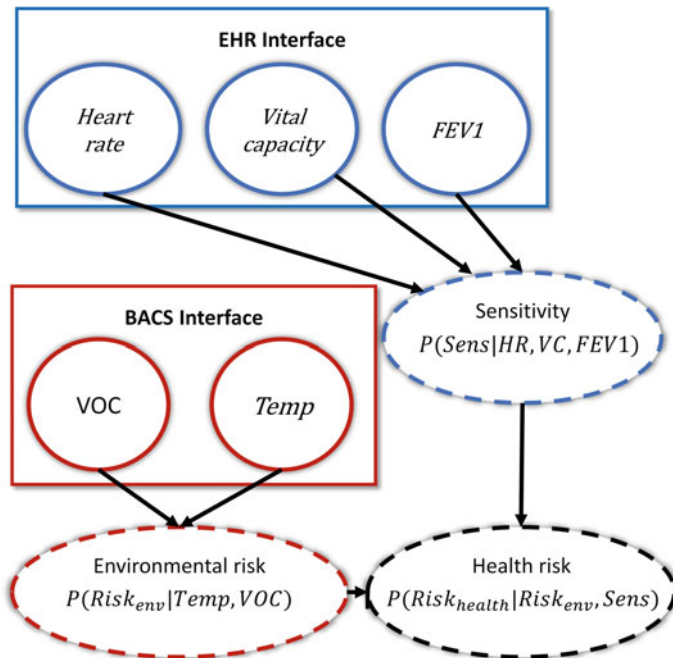 EHR Interface
Heart
rate
Vital
capacity
FEV1
Sensitivity
P(Sens|HR, VC, FEV1)
BACS Interface
VOC
Temp
Environmental risk
P(Risk_env|Temp, VOC)
Health risk
P(Risk_health|Risk_env, Sens)